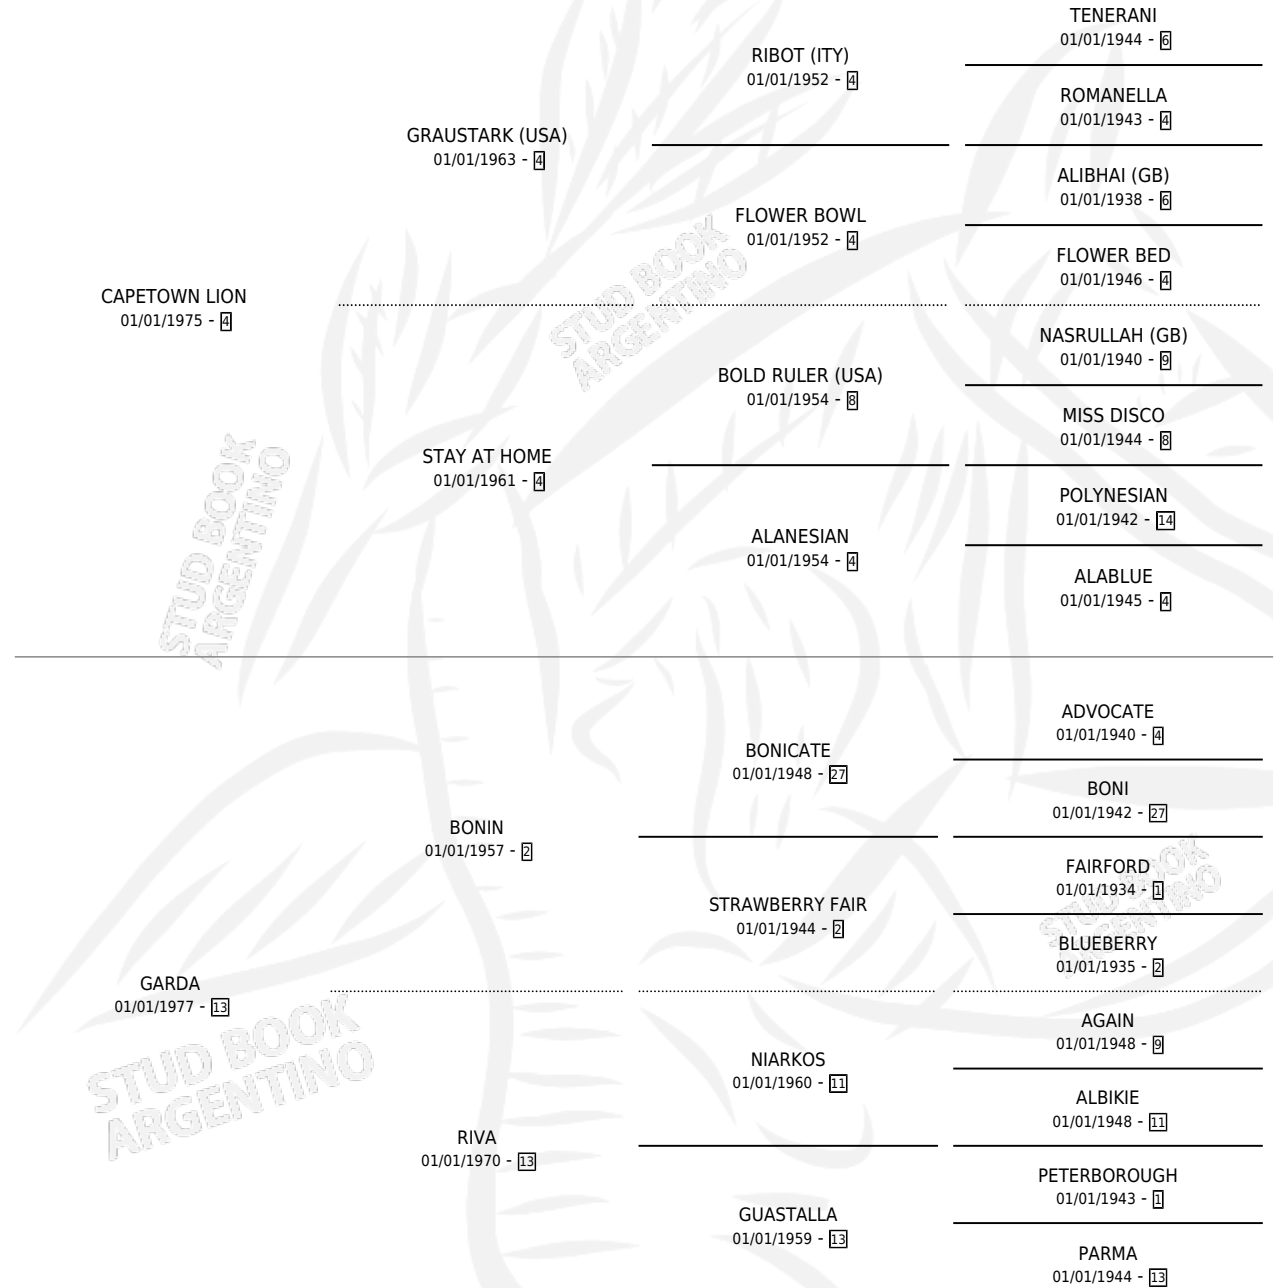 TENERANI
01/01/1944 - 6
RIBOT (ITY)
01/01/1952 - 4
ROMANELLA
01/01/1943 - 4
GRAUSTARK (USA)
01/01/1963 - 4
ALIBHAI (GB)
01/01/1938 - 6
FLOWER BOWL
01/01/1952 - 4
FLOWER BED
01/01/1946 - 4
CAPETOWN LION
01/01/1975 - 4
NASRULLAH (GB)
01/01/1940 - 9
BOLD RULER (USA)
01/01/1954 - 8
MISS DISCO
01/01/1944 - 8
STAY AT HOME
01/01/1961 - 4
POLYNESIAN
01/01/1942 - 14
ALANESIAN
01/01/1954 - 4
ALABLUE
01/01/1945 - 4
ADVOCATE
01/01/1940 - 4
BONICATE
01/01/1948 - 27
BONI
01/01/1942 - 27
BONIN
01/01/1957 - 2
FAIRFORD
01/01/1934 - 1
STRAWBERRY FAIR
01/01/1944 - 2
BLUEBERRY
01/01/1935 - 2
GARDA
01/01/1977 - 13
AGAIN
01/01/1948 - 9
NIARKOS
01/01/1960 - 11
ALBIKIE
01/01/1948 - 11
RIVA
01/01/1970 - 13
PETERBOROUGH
01/01/1943 - 1
GUASTALLA
01/01/1959 - 13
PARMA
01/01/1944 - 13
STUD BOOK
ARGENTINO
STUD BOOK
ARGENTINO
STUD BOOK
ARGENTINO
STUD BOOK
ARGENTINO